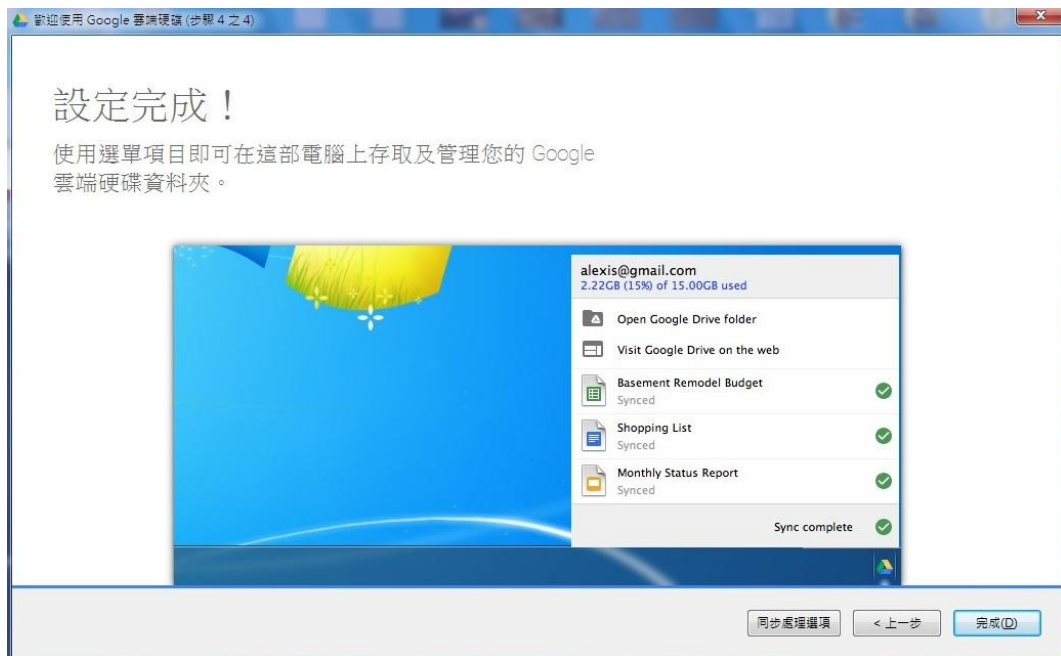 歡迎使用 Google 雲端硬碟 (步驟 4 之 4)
設定完成！
使用選單項目即可在這部電腦上存取及管理您的 Google
雲端硬碟資料夾。
alexis@gmail.com
2.22GB (15%) of 15.00GB used
Open Google Drive folder
Visit Google Drive on the web
Basement Remodel Budget
Synced
Shopping List
Synced
Monthly Status Report
Synced
Sync complete
同步處理選項
< 上一步
完成(D)